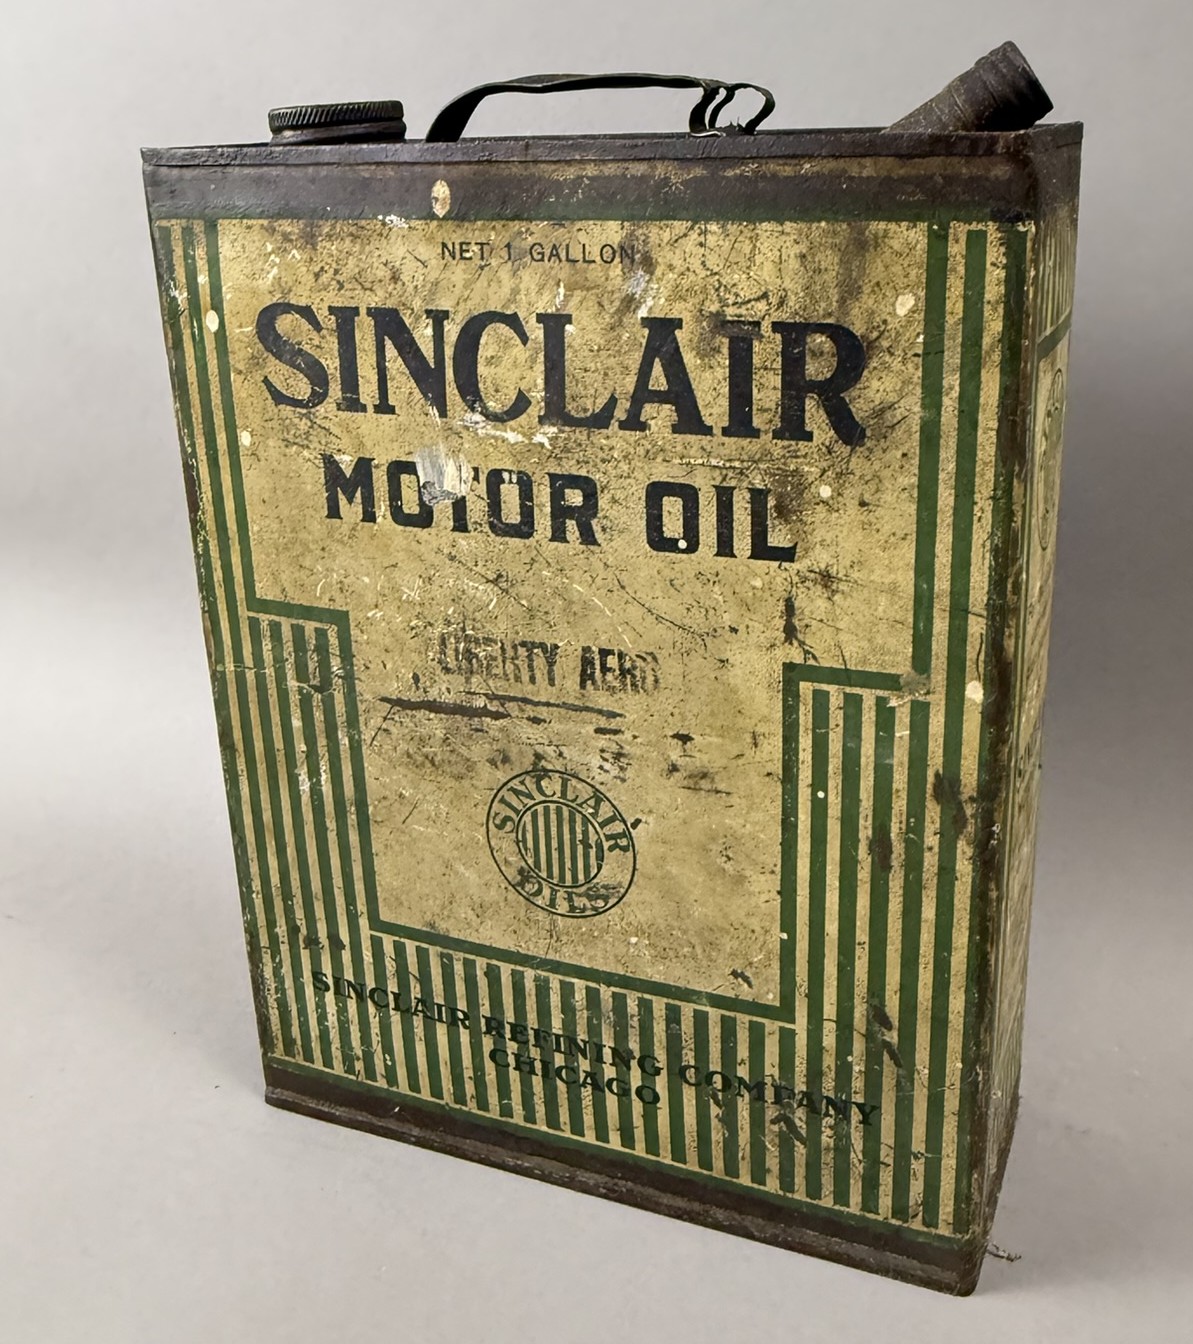 NET 1 GALLON
SINCLAIR
MOTOR OIL
LIBERTY AERO
SINCLAIR
OILS
SINCLAIR REFINING COMPANY
CHICAGO